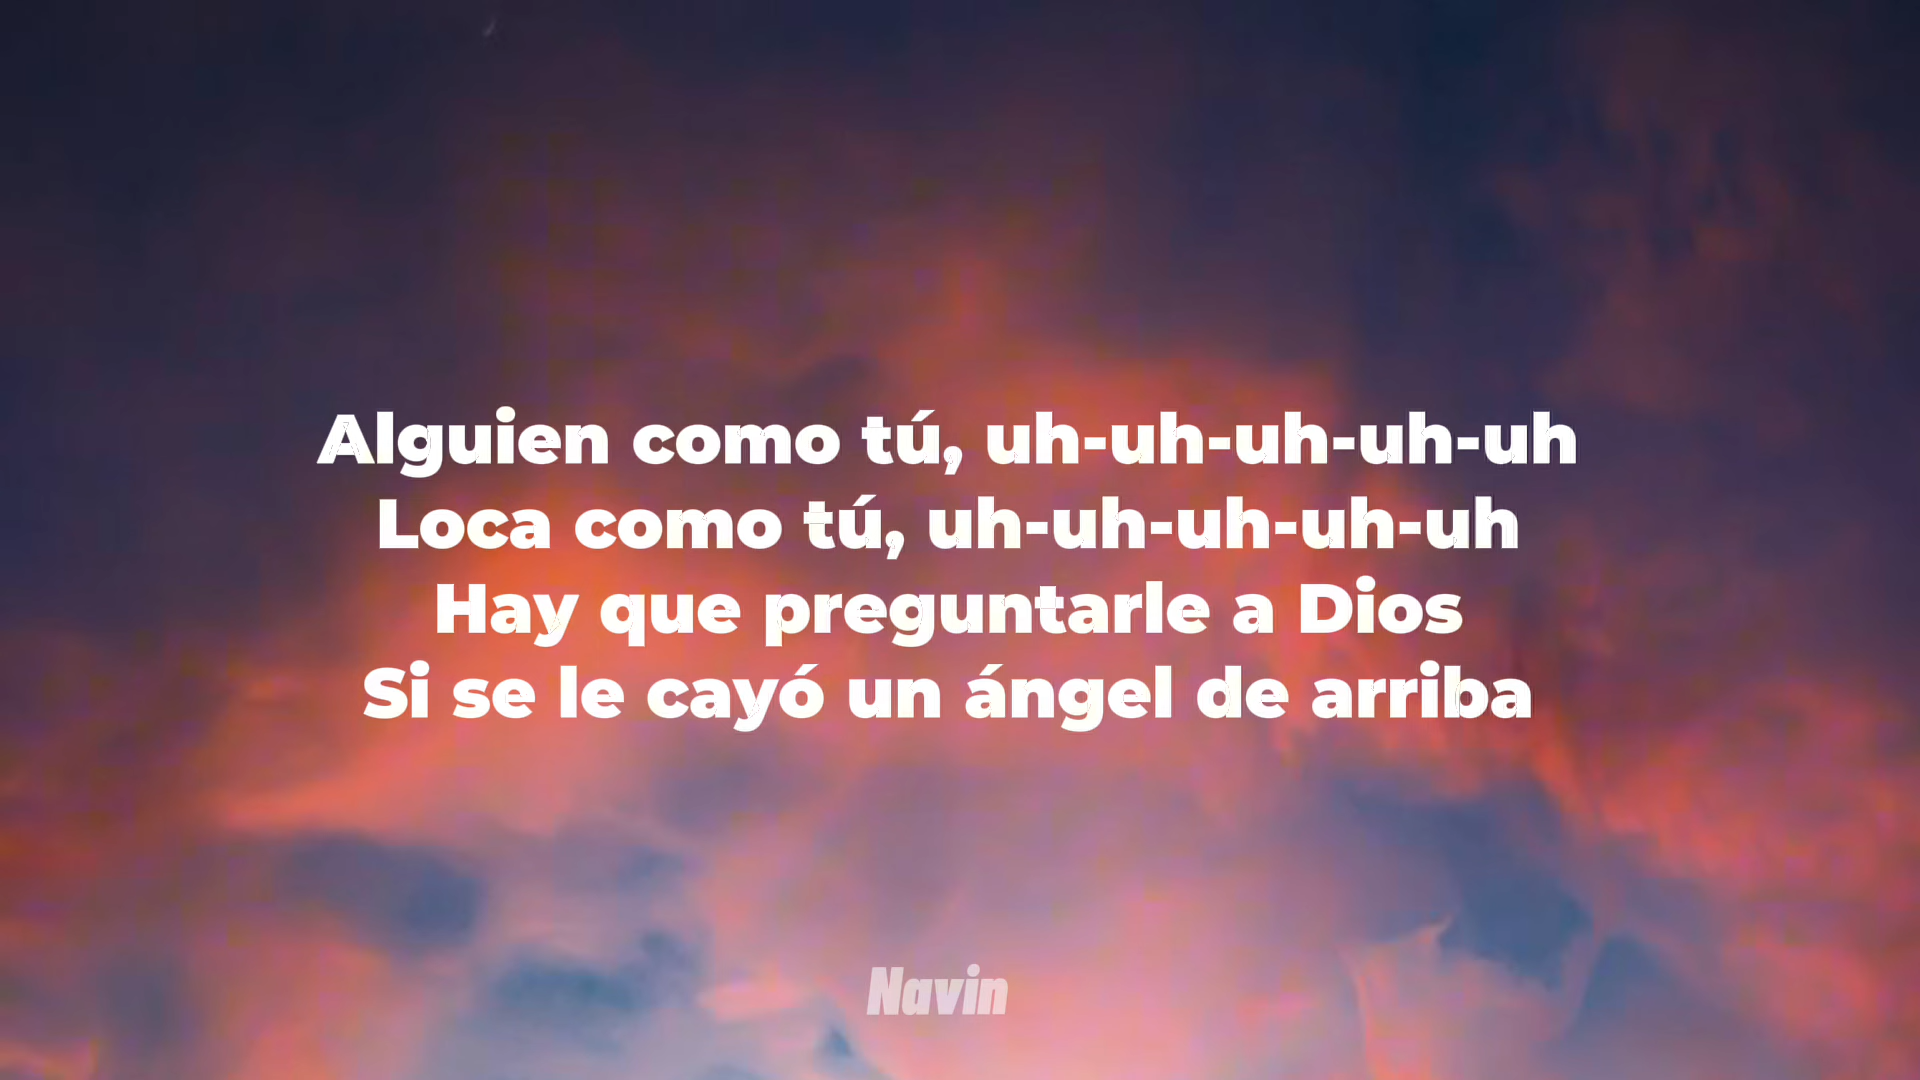 Alguien como tú, uh-uh-uh-uh-uh
Loca como tú, uh-uh-uh-uh-uh
Hay que preguntarle a Dios
Si se le cayó un ángel de arriba
Navin